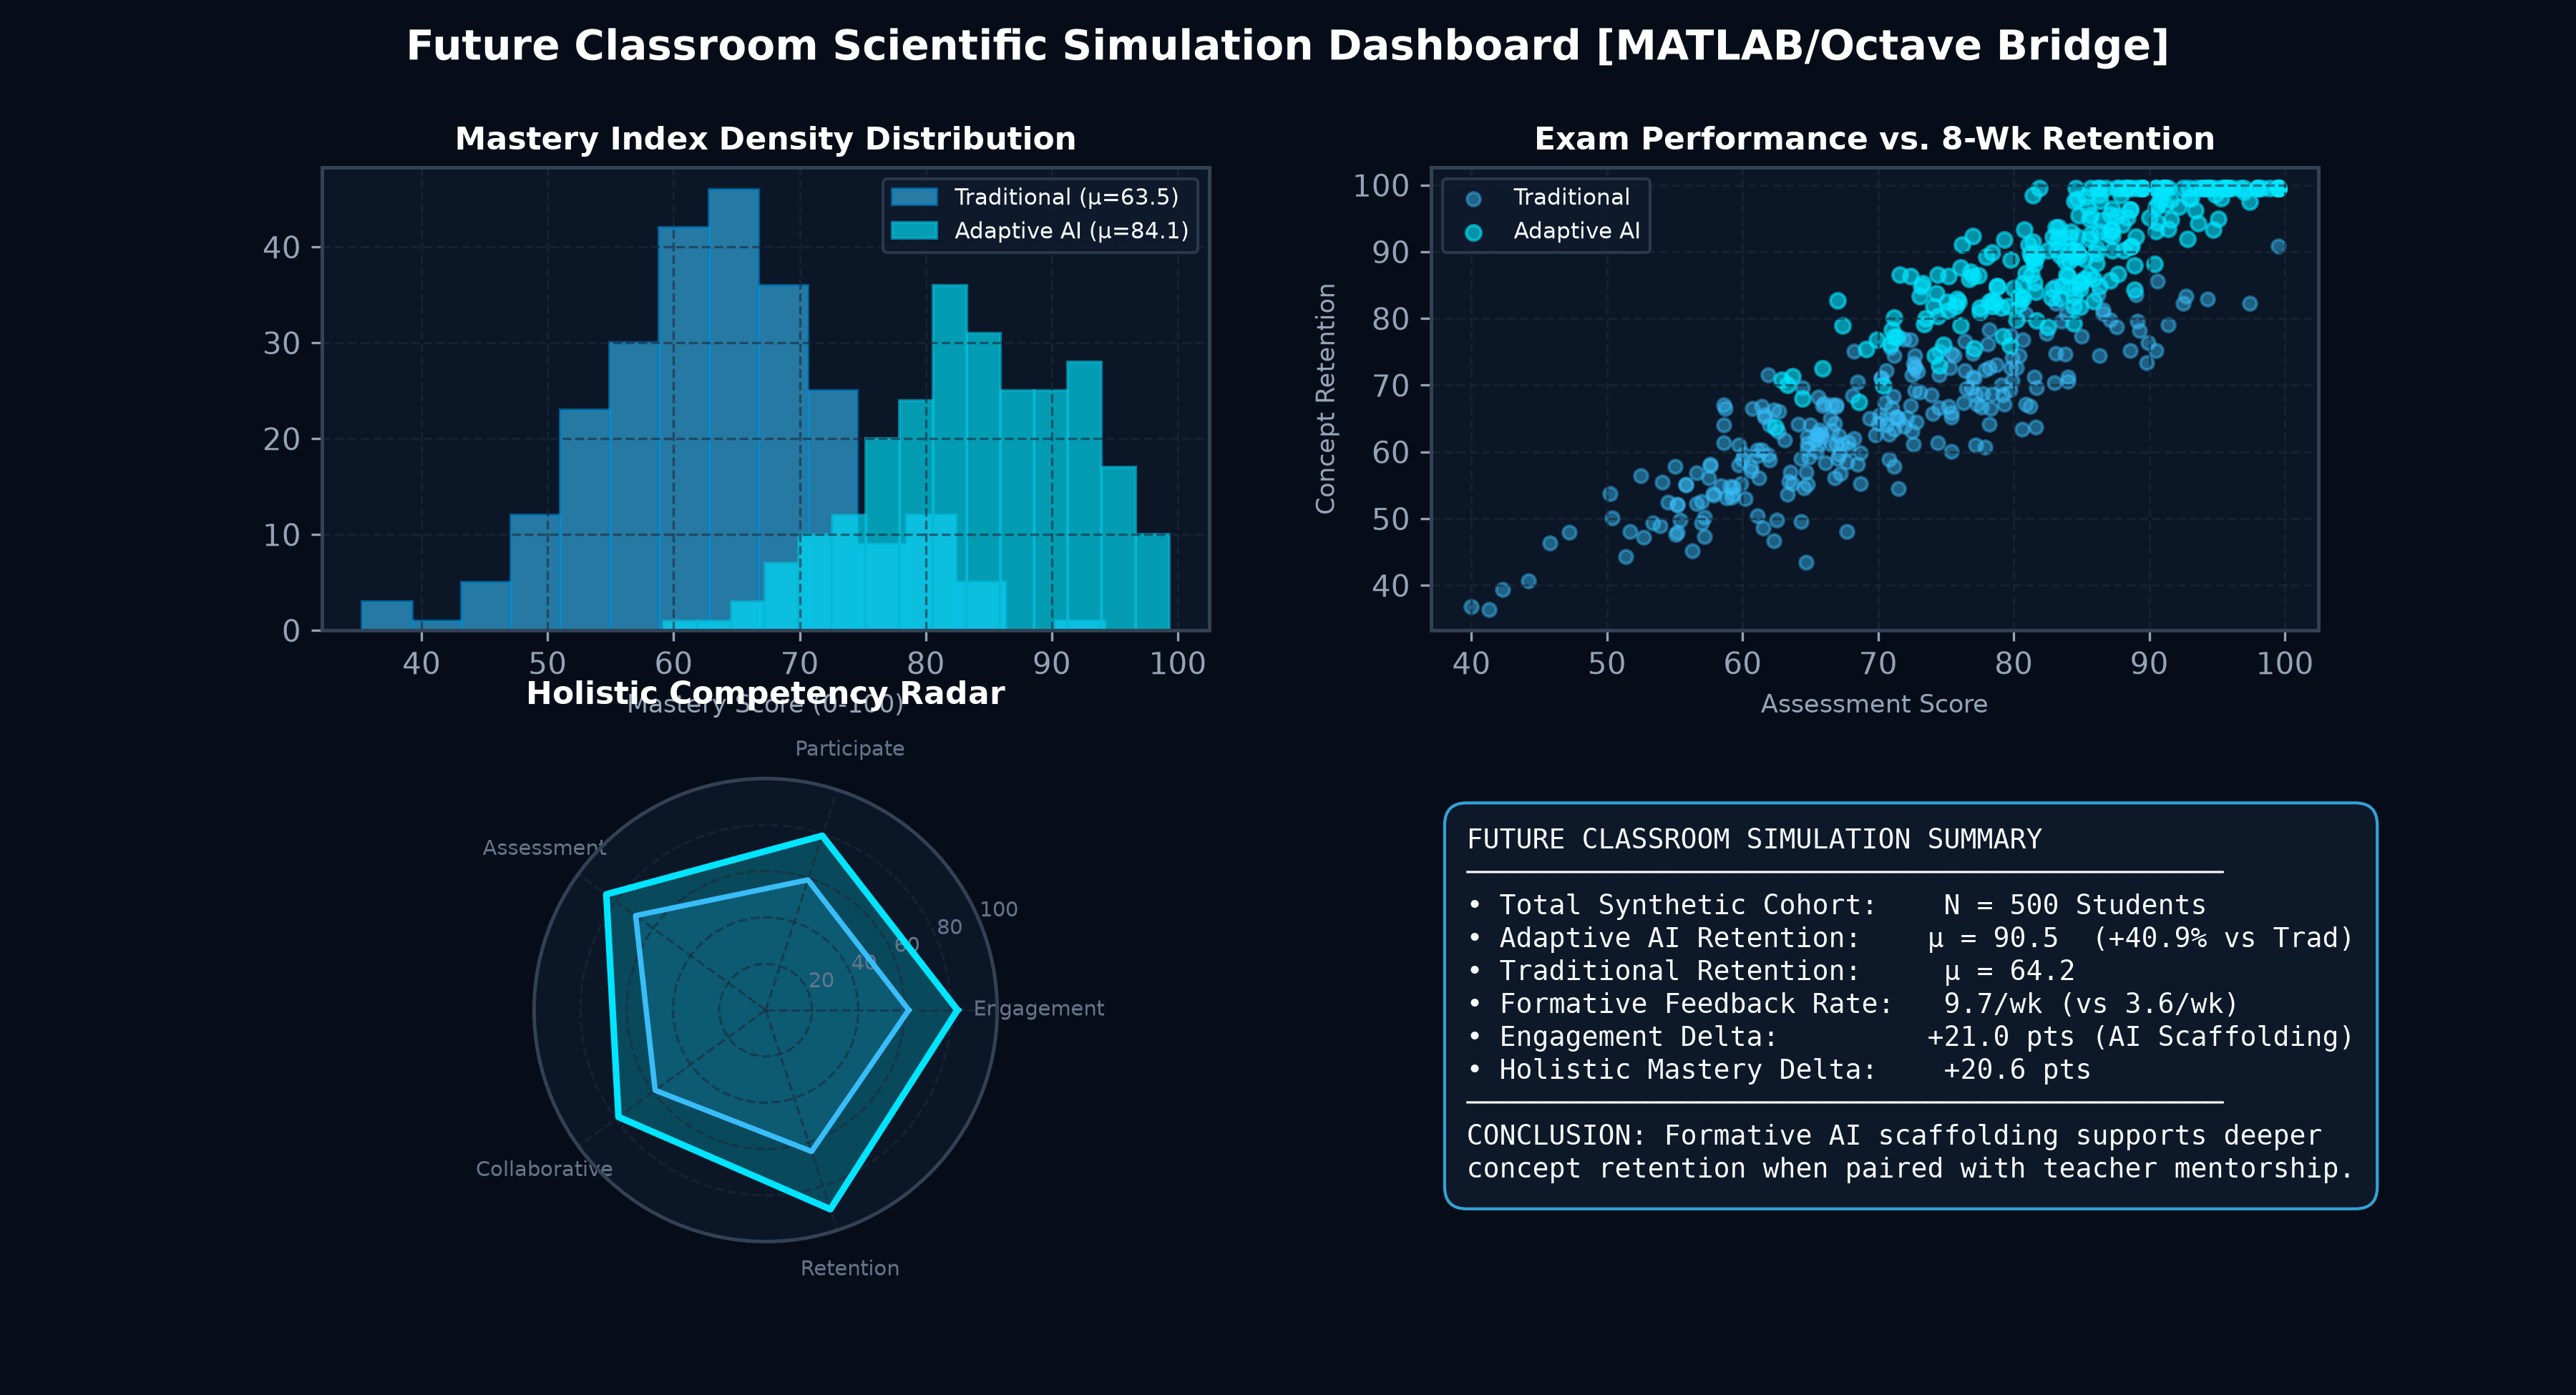 Future Classroom Scientific Simulation Dashboard [MATLAB/Octave Bridge]
Mastery Index Density Distribution
Traditional (μ=63.5)
Adaptive AI (μ=84.1)
40
30
20
10
0
40 50 60 70 80 90 100
Mastery Score (0-100)
Exam Performance vs. 8-Wk Retention
Traditional
Adaptive AI
Concept Retention
100
90
80
70
60
50
40
40 50 60 70 80 90 100
Assessment Score
Holistic Competency Radar
Participate
Assessment
100
80
60
40
20
Engagement
Collaborative
Retention
FUTURE CLASSROOM SIMULATION SUMMARY
• Total Synthetic Cohort: N = 500 Students
• Adaptive AI Retention: μ = 90.5 (+40.9% vs Trad)
• Traditional Retention: μ = 64.2
• Formative Feedback Rate: 9.7/wk (vs 3.6/wk)
• Engagement Delta: +21.0 pts (AI Scaffolding)
• Holistic Mastery Delta: +20.6 pts
CONCLUSION: Formative AI scaffolding supports deeper
concept retention when paired with teacher mentorship.